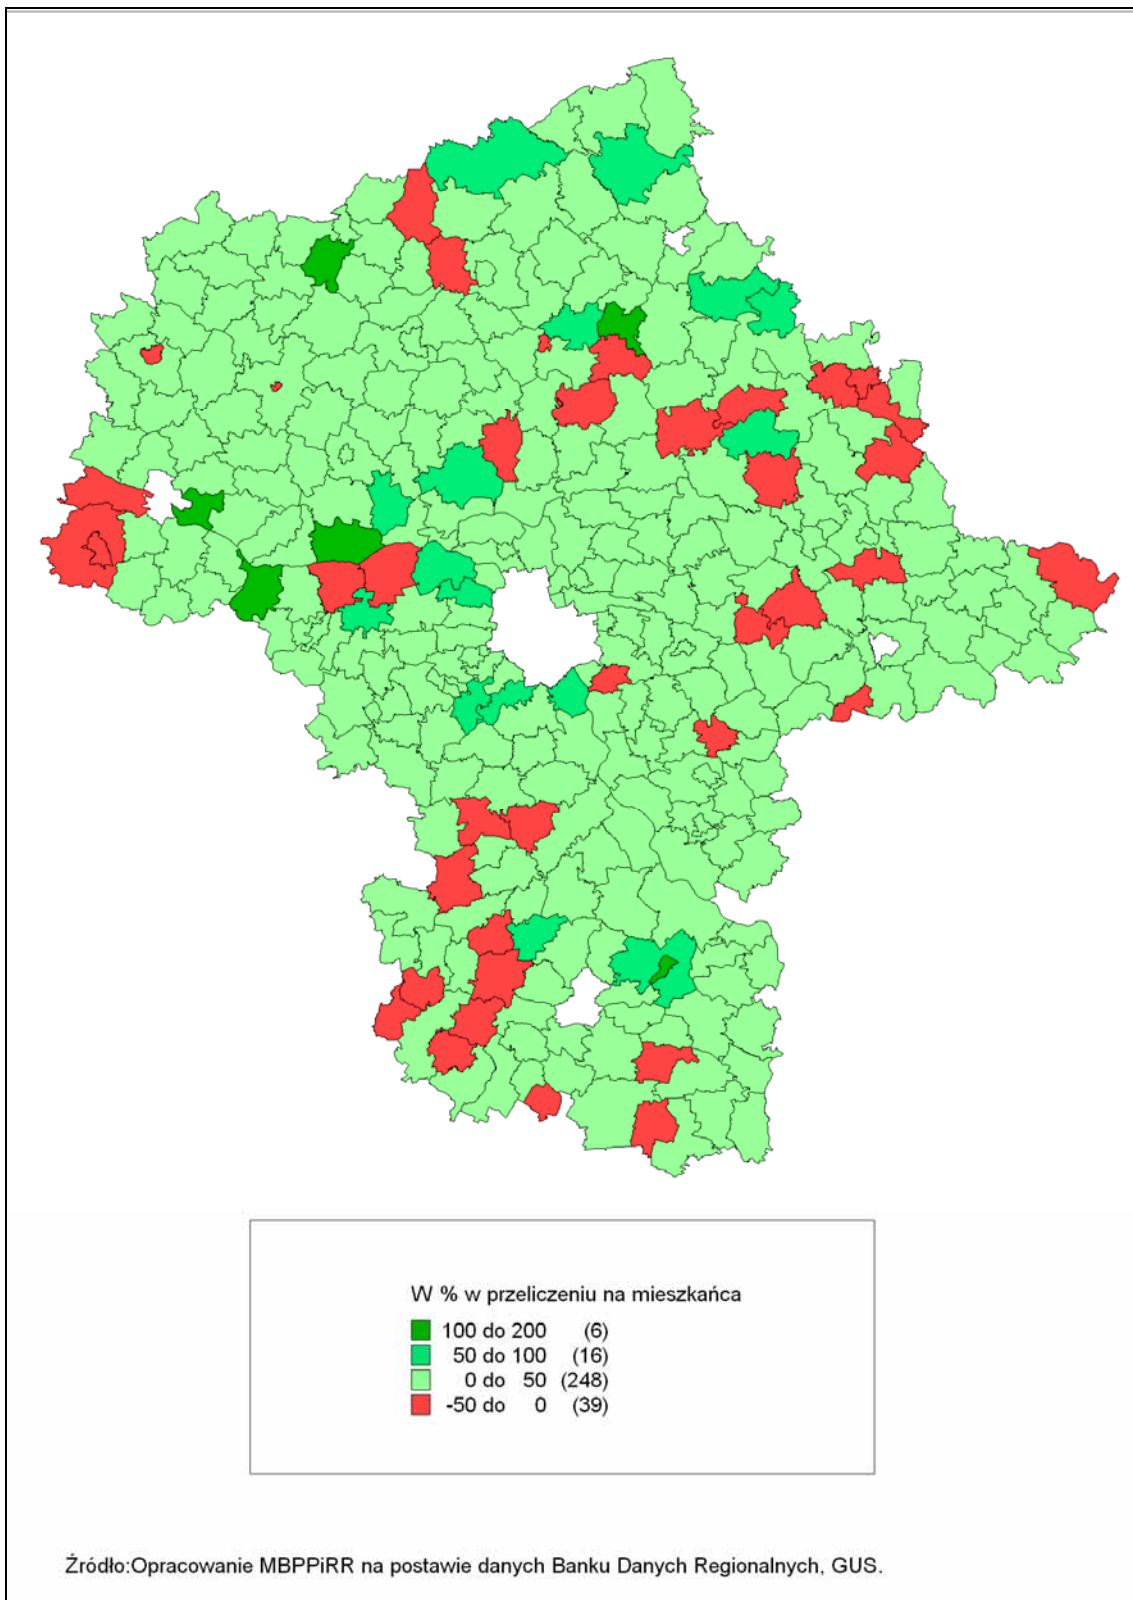 W % w przeliczeniu na mieszkańca
100 do 200 (6)
50 do 100 (16)
0 do 50 (248)
-50 do 0 (39)
Źródło:Opracowanie MBPPiRR na postawie danych Banku Danych Regionalnych, GUS.